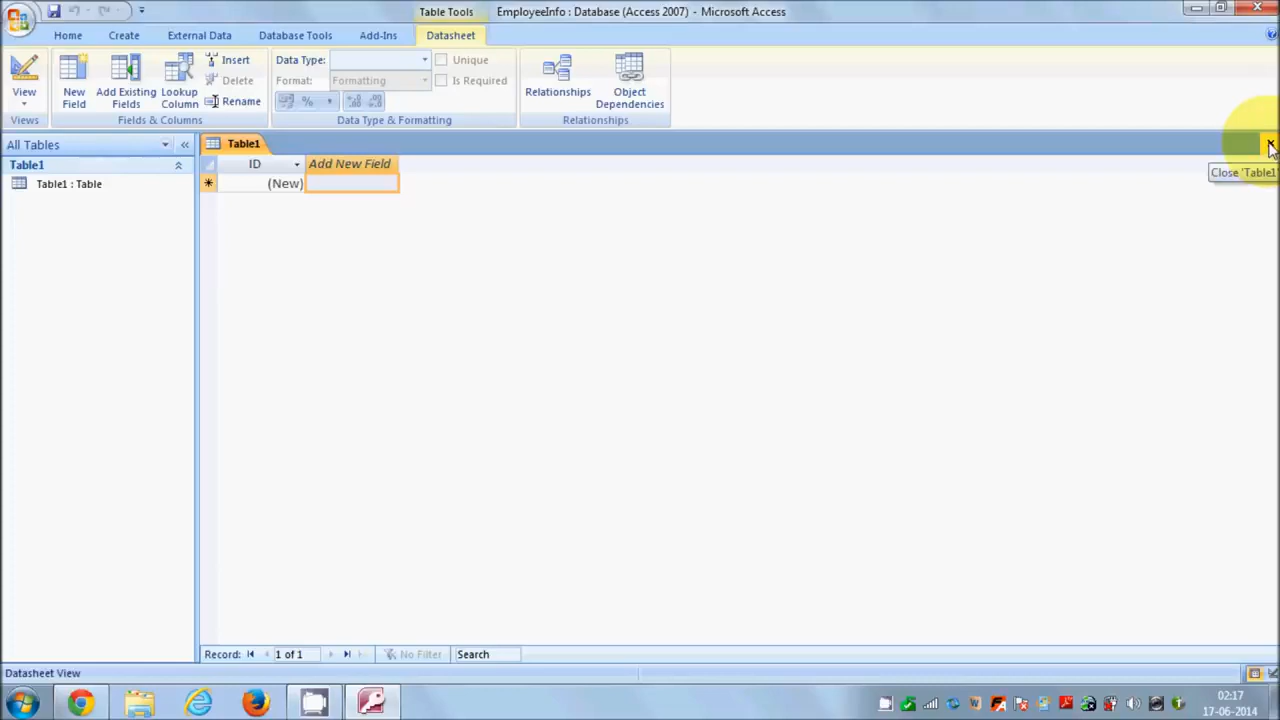 Table Tools
EmployeeInfo : Database (Access 2007) - Microsoft Access
Home
Create
External Data
Database Tools
Add-Ins
Datasheet
View
New
Field
Add Existing
Fields
Lookup
Column
Insert
Delete
Rename
Data Type:
Format:
Formatting
%
Unique
Is Required
Relationships
Object
Dependencies
Views
Fields & Columns
Data Type & Formatting
Relationships
All Tables
Table1
Table1 : Table
Table1
ID
Add New Field
(New)
Close 'Table1'
Record:
1 of 1
No Filter
Search
Datasheet View
02:17
17-06-2014